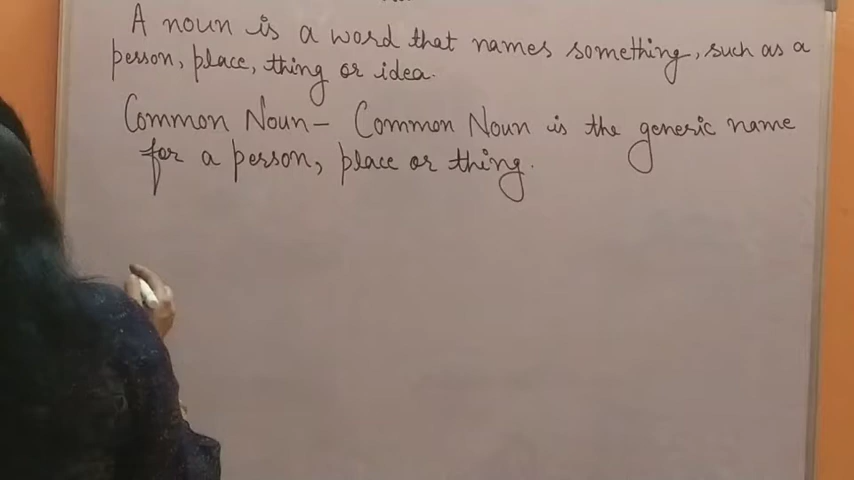 A noun is a word that names something, such as a
person, place, thing or idea.
Common Noun- Common Noun is the generic name
for a person, place or thing.